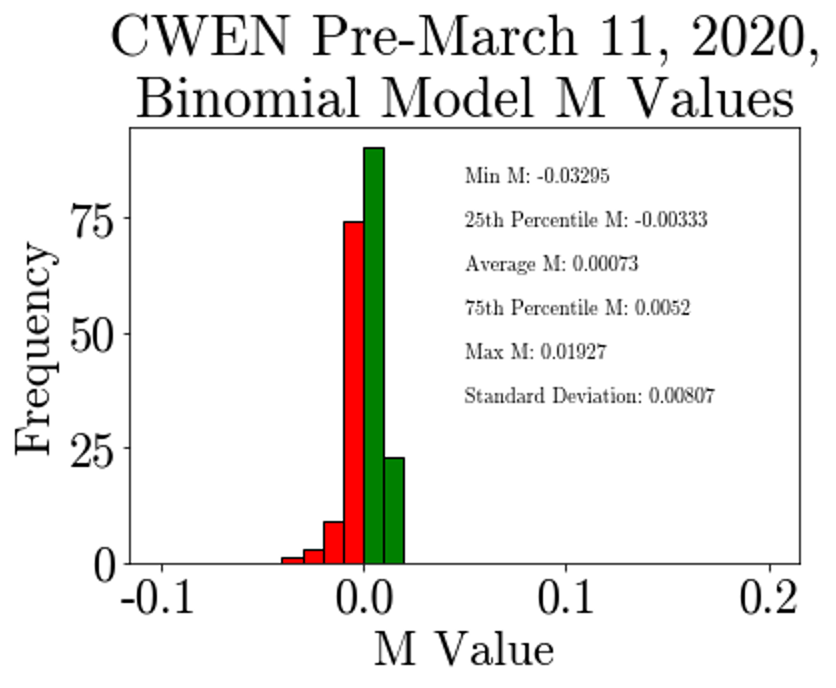 CWEN Pre-March 11, 2020,
Binomial Model M Values
Min M: -0.03295
25th Percentile M: -0.00333
Average M: 0.00073
75th Percentile M: 0.0052
Max M: 0.01927
Standard Deviation: 0.00807
Frequency
75
50
25
0
-0.1 0.0 0.1 0.2
M Value